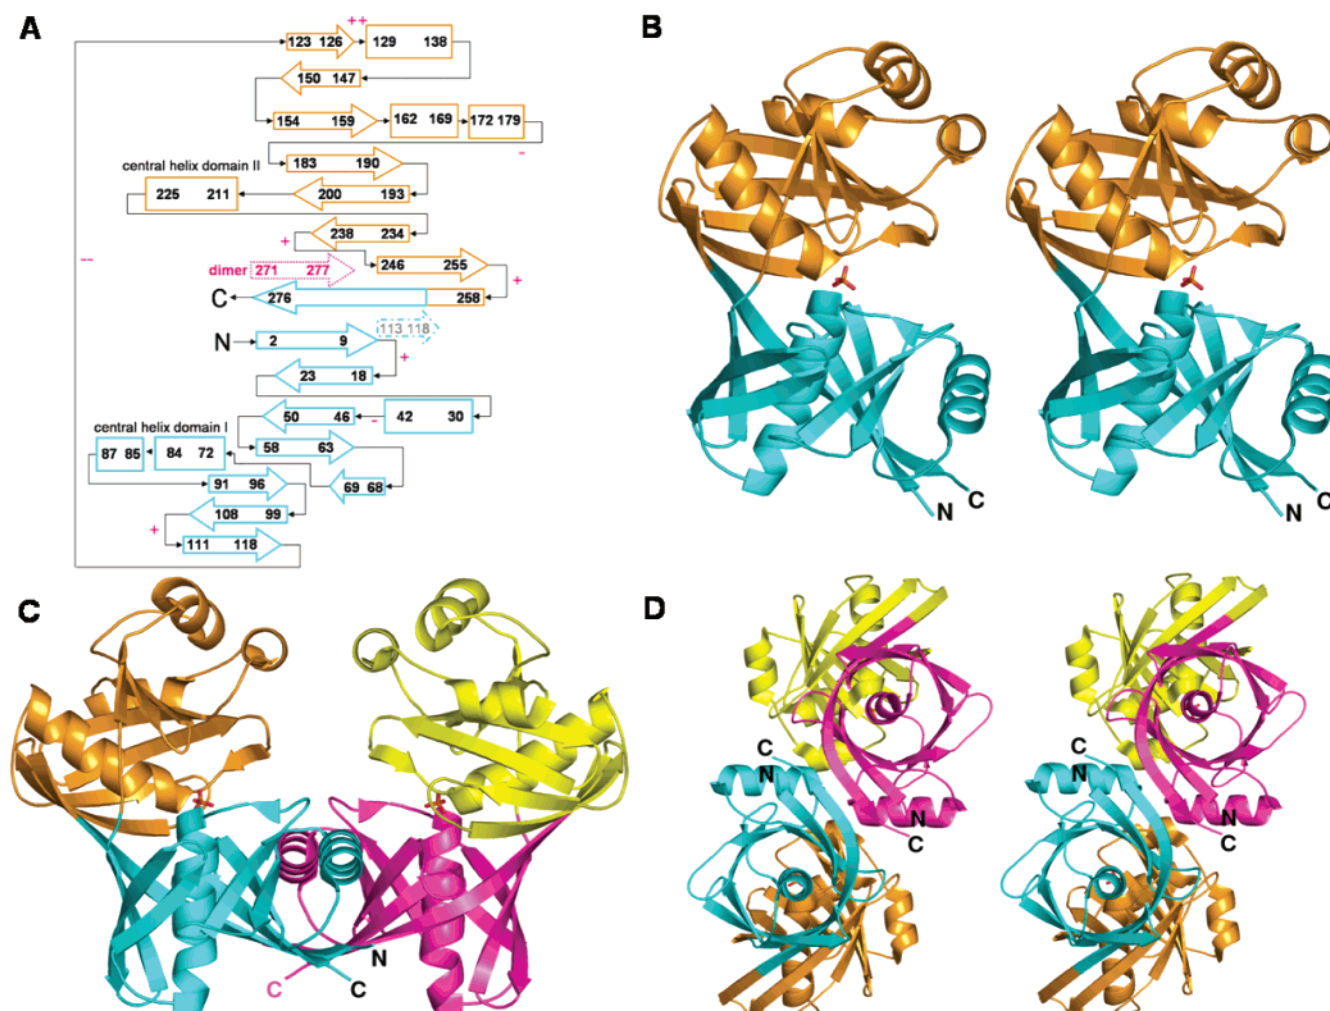 A
++
123 126
129 138
150 147
154 159
162 169
172 179
-
183 190
central helix domain II
225 211
200 193
238 234
+
246 255
+
--
dimer 271 277
C
276 258
N
2 9
113 118
+
23 18
50 46
-
42 30
central helix domain I
58 63
87 85
84 72
69 68
91 96
108 99
+
111 118
B
N C
N C
C
N
C C
D
C
N
N
C
C
N
N
C